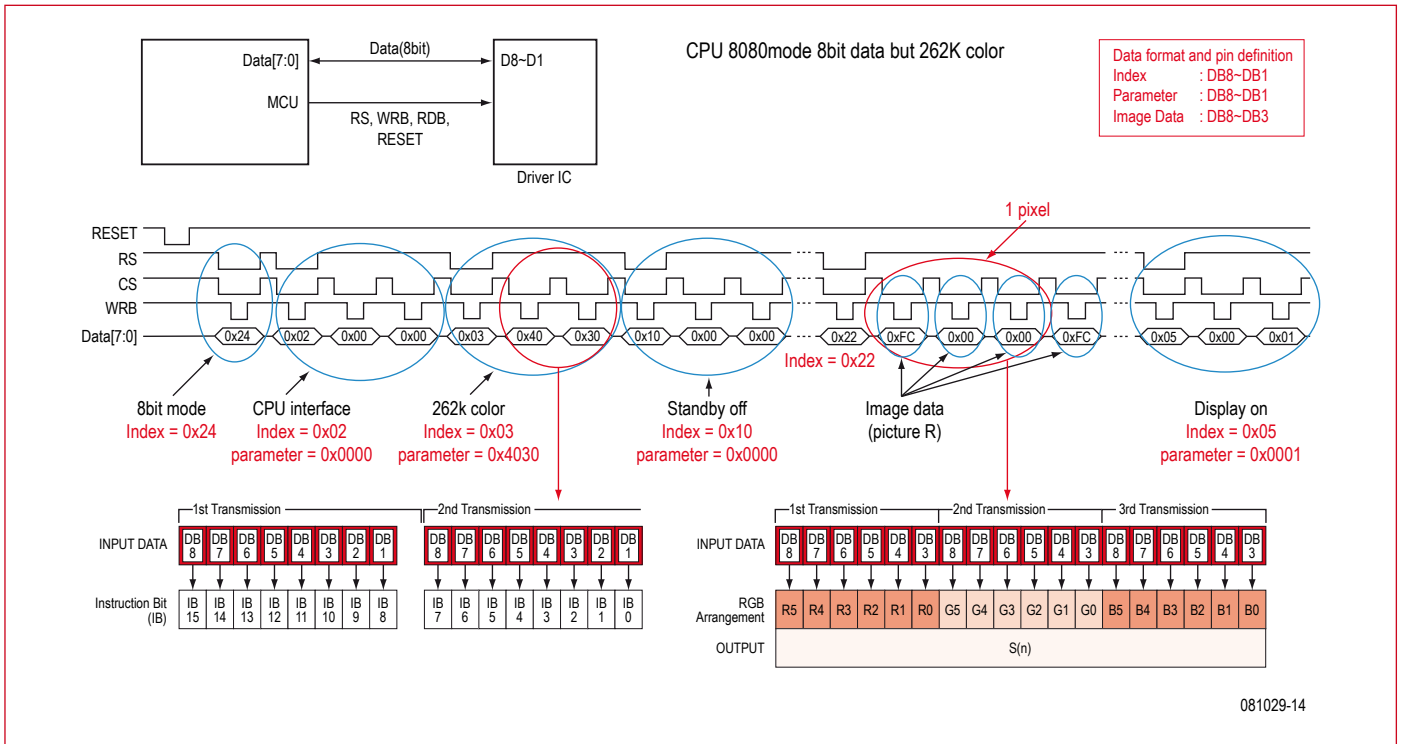 CPU 8080mode 8bit data but 262K color
Data[7:0]
Data(8bit)
D8~D1
MCU
RS, WRB, RDB,
RESET
Driver IC
Data format and pin definition
Index : DB8~DB1
Parameter : DB8~DB1
Image Data : DB8~DB3
1 pixel
RESET
RS
CS
WRB
Data[7:0] 0x24 0x02 0x00 0x00 0x03 0x40 0x30 0x10 0x00 0x00 0x22 0xFC 0x00 0x00 0xFC 0x05 0x00 0x01
Index = 0x22
8bit mode
Index = 0x24
CPU interface
Index = 0x02
parameter = 0x0000
262k color
Index = 0x03
parameter = 0x4030
Standby off
Index = 0x10
parameter = 0x0000
Image data
(picture R)
Display on
Index = 0x05
parameter = 0x0001
1st Transmission 2nd Transmission
INPUT DATA DB 8 DB 7 DB 6 DB 5 DB 4 DB 3 DB 2 DB 1 DB 8 DB 7 DB 6 DB 5 DB 4 DB 3 DB 2 DB 1
Instruction Bit (IB) IB 15 IB 14 IB 13 IB 12 IB 11 IB 10 IB 9 IB 8 IB 7 IB 6 IB 5 IB 4 IB 3 IB 2 IB 1 IB 0
1st Transmission 2nd Transmission 3rd Transmission
INPUT DATA DB 8 DB 7 DB 6 DB 5 DB 4 DB 3 DB 8 DB 7 DB 6 DB 5 DB 4 DB 3 DB 8 DB 7 DB 6 DB 5 DB 4 DB 3
RGB Arrangement R5 R4 R3 R2 R1 R0 G5 G4 G3 G2 G1 G0 B5 B4 B3 B2 B1 B0
OUTPUT S(n)
081029-14